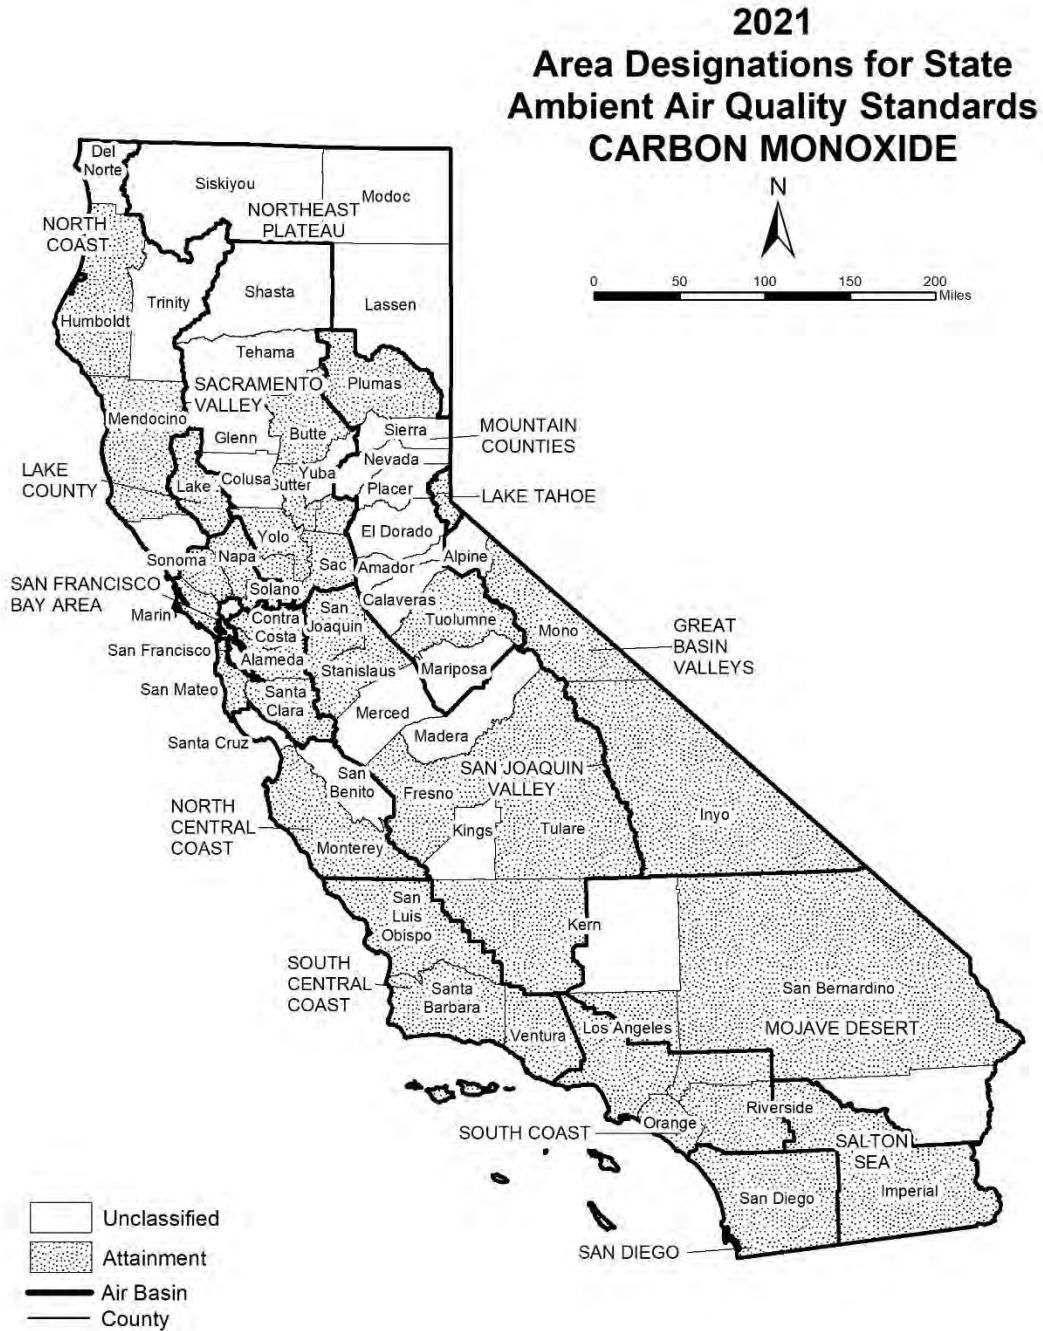 2021
Area Designations for State
Ambient Air Quality Standards
CARBON MONOXIDE
N
0 50 100 150 200
Miles
Del
Norte
Siskiyou
Modoc
NORTHEAST
PLATEAU
NORTH
COAST
Trinity
Shasta
Lassen
Humboldt
Tehama
Plumas
SACRAMENTO
VALLEY
Mendocino
Glenn
Butte
Sierra
MOUNTAIN
COUNTIES
Nevada
LAKE
COUNTY
Lake
Colusa
Yuba
utter
Placer
LAKE TAHOE
El Dorado
Yolo
Sonoma
Napa
Sac
Amador
Alpine
SAN FRANCISCO
BAY AREA
Solano
Calaveras
Marin
Contra
Costa
San
Joaquin
Tuolumne
Mono
GREAT
BASIN
VALLEYS
San Francisco
Alameda
Stanislaus
Mariposa
San Mateo
Santa
Clara
Merced
Santa Cruz
Madera
San
Benito
SAN JOAQUIN
VALLEY
Fresno
NORTH
CENTRAL
COAST
Kings
Tulare
Inyo
Monterey
San
Luis
Obispo
Kern
SOUTH
CENTRAL
COAST
Santa
Barbara
San Bernardino
Ventura
Los Angeles
MOJAVE DESERT
Riverside
Orange
SOUTH COAST
SALTON
SEA
San Diego
Imperial
SAN DIEGO
Unclassified
Attainment
Air Basin
County